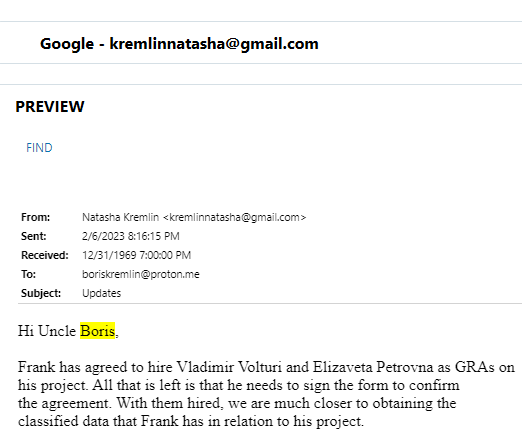 Google - kremlinnatasha@gmail.com
PREVIEW
FIND
From: Natasha Kremlin <kremlinnatasha@gmail.com>
Sent: 2/6/2023 8:16:15 PM
Received: 12/31/1969 7:00:00 PM
To: boriskremlin@proton.me
Subject: Updates
Hi Uncle Boris,
Frank has agreed to hire Vladimir Volturi and Elizaveta Petrovna as GRAs on
his project. All that is left is that he needs to sign the form to confirm
the agreement. With them hired, we are much closer to obtaining the
classified data that Frank has in relation to his project.